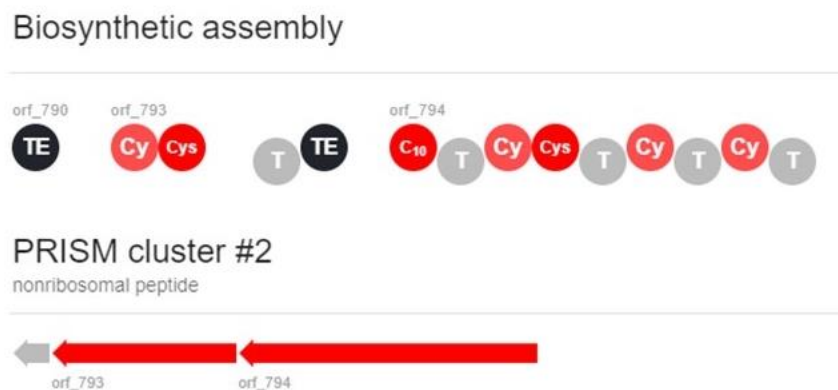 Biosynthetic assembly
orf_790 orf_793 orf_794
TE Cy Cys T TE C₁₀ T Cy Cys T Cy T Cy T
PRISM cluster #2
nonribosomal peptide
orf_793 orf_794